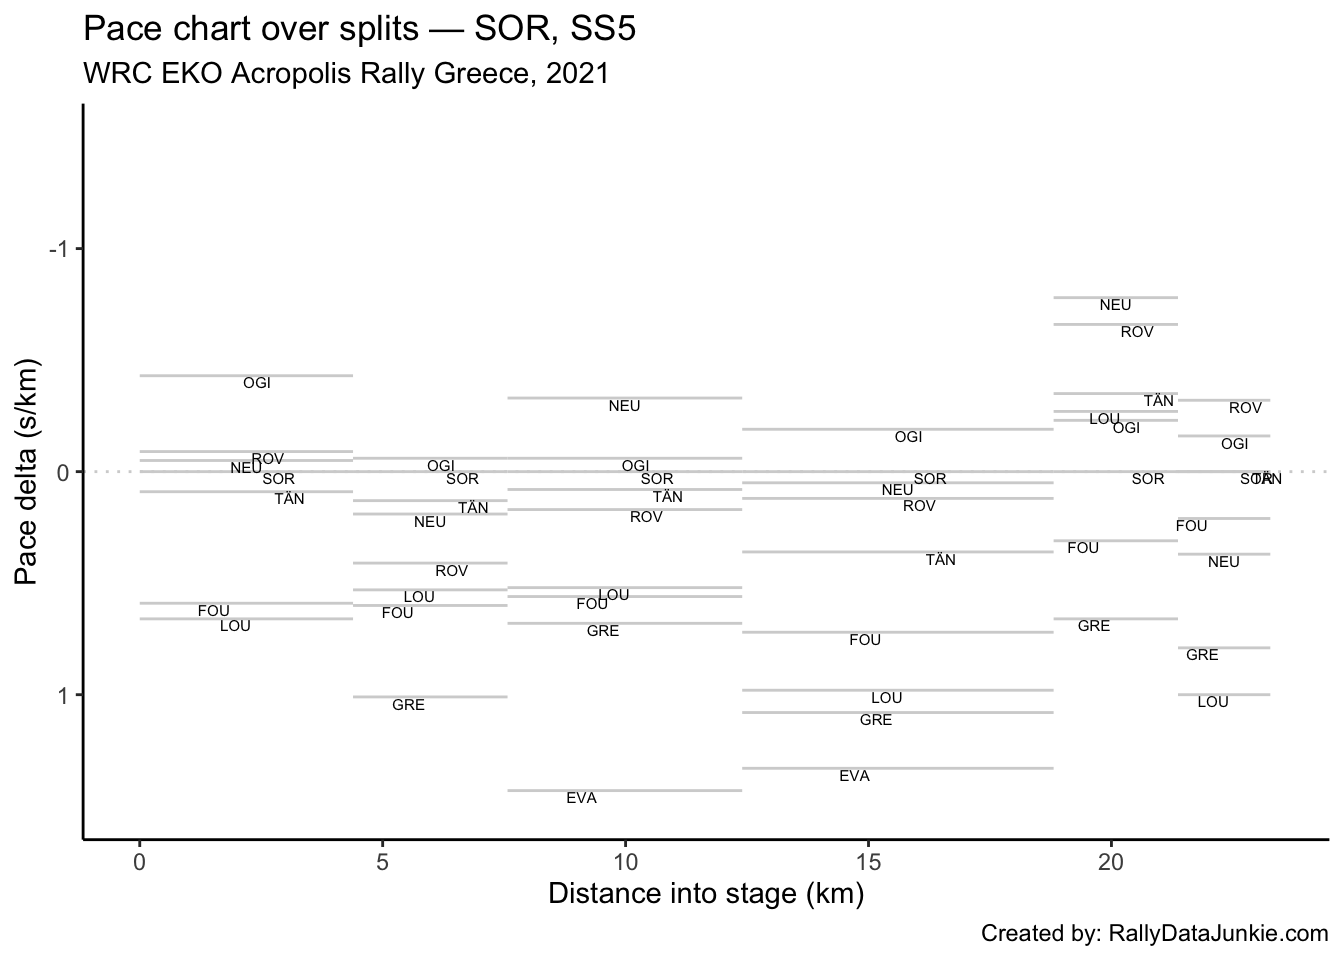 Pace chart over splits — SOR, SS5
WRC EKO Acropolis Rally Greece, 2021
Pace delta (s/km)
-1
0
1
OGI
ROV
NEU
SOR
TÄN
FOU
LOU
OGI
SOR
TÄN
NEU
ROV
LOU
FOU
GRE
NEU
OGI
SOR
TÄN
ROV
LOU
FOU
GRE
EVA
OGI
SOR
NEU
ROV
TÄN
FOU
LOU
GRE
EVA
NEU
ROV
TÄN
LOU
OGI
SOR
FOU
GRE
ROV
OGI
SOR
TÄN
FOU
NEU
GRE
LOU
0 5 10 15 20
Distance into stage (km)
Created by: RallyDataJunkie.com